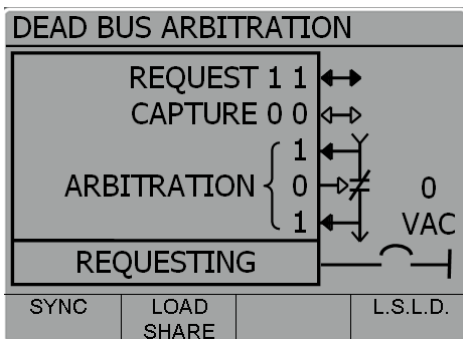 DEAD BUS ARBITRATION
REQUEST 1 1
CAPTURE 0 0
1
ARBITRATION 0
1
0
VAC
REQUESTING
SYNC LOAD SHARE L.S.L.D.